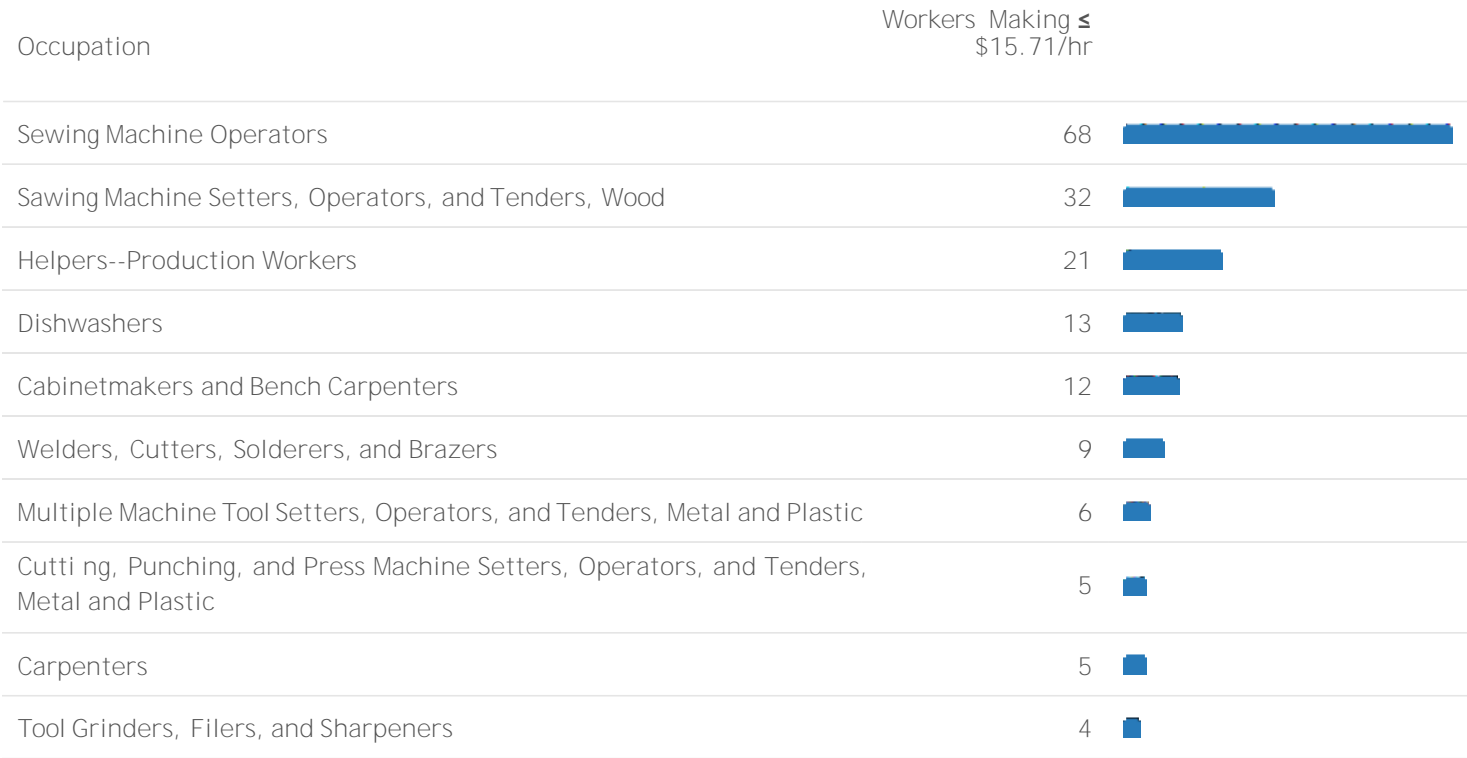 Workers Making ≤
Occupation
$15.71/hr
Sewing Machine Operators 68
Sawing Machine Setters, Operators, and Tenders, Wood 32
Helpers--Production Workers 21
Dishwashers 13
Cabinetmakers and Bench Carpenters 12
Welders, Cutters, Solderers, and Brazers 9
Multiple Machine Tool Setters, Operators, and Tenders, Metal and Plastic 6
Cutti ng, Punching, and Press Machine Setters, Operators, and Tenders,
Metal and Plastic 5
Carpenters 5
Tool Grinders, Filers, and Sharpeners 4